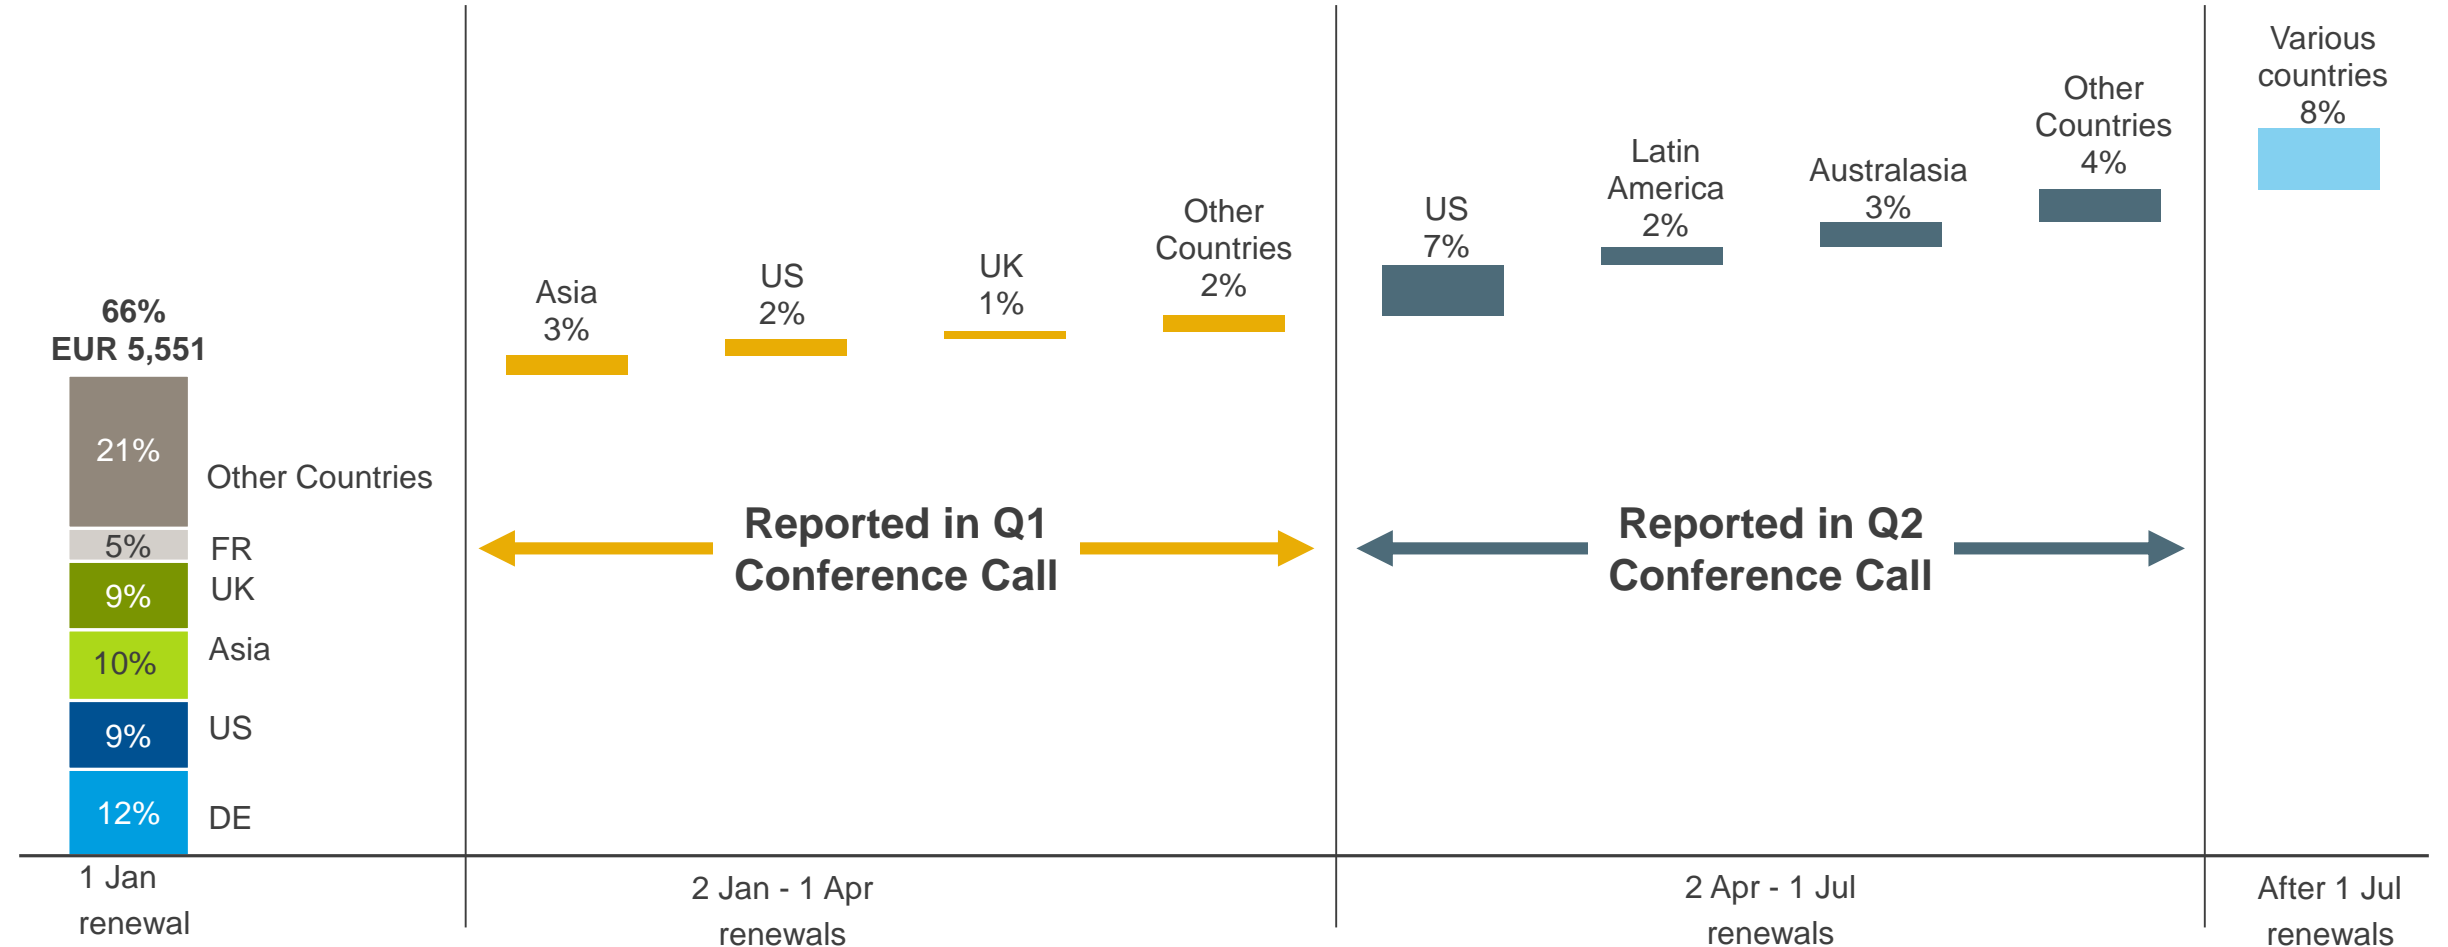 66%
EUR 5,551
21%
Other Countries
5%
FR
9%
UK
10%
Asia
9%
US
12%
DE
1 Jan
renewal
Asia
3%
US
2%
UK
1%
Other
Countries
2%
Reported in Q1
Conference Call
2 Jan - 1 Apr
renewals
US
7%
Latin
America
2%
Australasia
3%
Other
Countries
4%
Reported in Q2
Conference Call
2 Apr - 1 Jul
renewals
Various
countries
8%
After 1 Jul
renewals